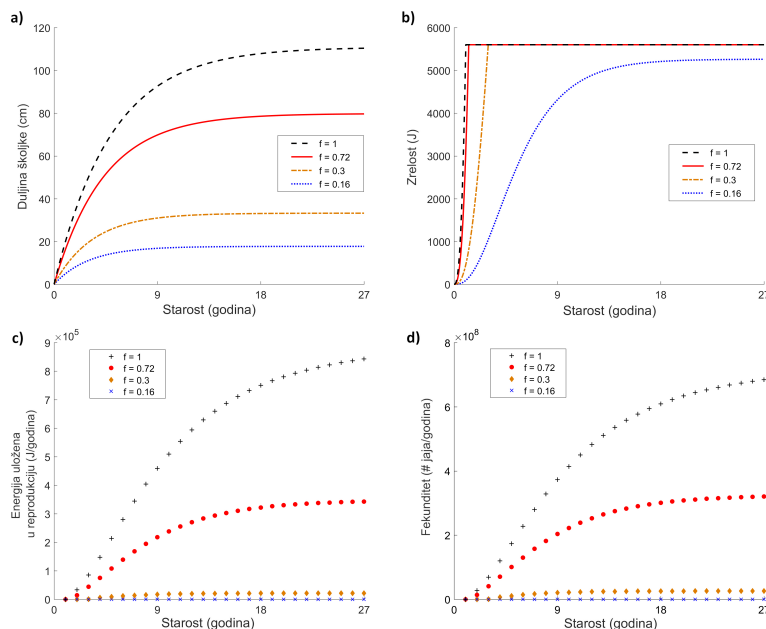 a)
120
100
80
60
40
20
0
Duljina školjke (cm)
0 9 18 27
Starost (godina)
f = 1
f = 0.72
f = 0.3
f = 0.16
b)
6000
5000
4000
3000
2000
1000
0
Zrelost (J)
0 9 18 27
Starost (godina)
f = 1
f = 0.72
f = 0.3
f = 0.16
c)
×10⁵
9
8
7
6
5
4
3
2
1
0
Energija uložena
u reprodukciju (J/godina)
0 9 18 27
Starost (godina)
f = 1
f = 0.72
f = 0.3
f = 0.16
d)
×10⁸
8
6
4
2
0
Fekunditet (# jaja/godina)
0 9 18 27
Starost (godina)
f = 1
f = 0.72
f = 0.3
f = 0.16